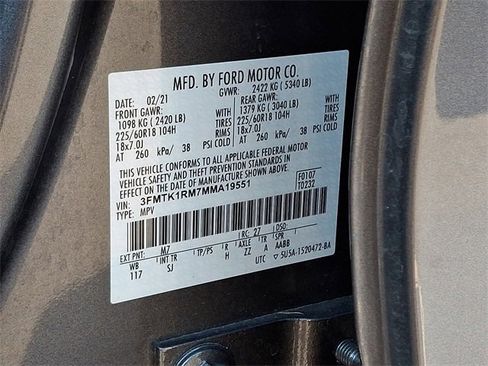 MFD. BY FORD MOTOR CO.
DATE: 02/21 GVWR: 2422 KG ( 5340 LB)
FRONT GAWR: REAR GAWR:
1098 KG ( 2420 LB) WITH 1379 KG ( 3040 LB) WITH
225/60R18 104H TIRES 225/60R18 104H TIRES
18x7.0J RIMS 18x7.0J RIMS
AT 260 kPa/ 38 PSI COLD AT 260 kPa/ 38 PSI COLD
THIS VEHICLE CONFORMS TO ALL APPLICABLE FEDERAL MOTOR
VEHICLE SAFETY AND THEFT PREVENTION STANDARDS IN EFFECT ON
THE DATE OF MANUFACTURE SHOWN ABOVE.
VIN: 3FMTK1RM7MMA19551 F0107
TYPE: MPV T0232
EXT PNT: M7 RC: 27 DSO:
WB INT TR TP/PS R AXLE TR SPR
117 SJ H ZZ A AABB
UTC ▽5U5A-1520472-BA